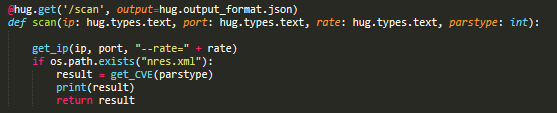 @hug.get('/scan', output=hug.output_format.json)
def scan(ip: hug.types.text, port: hug.types.text, rate: hug.types.text, parstype: int):
get_ip(ip, port, "--rate=" + rate)
if os.path.exists("nres.xml"):
result = get_CVE(parstype)
print(result)
return result